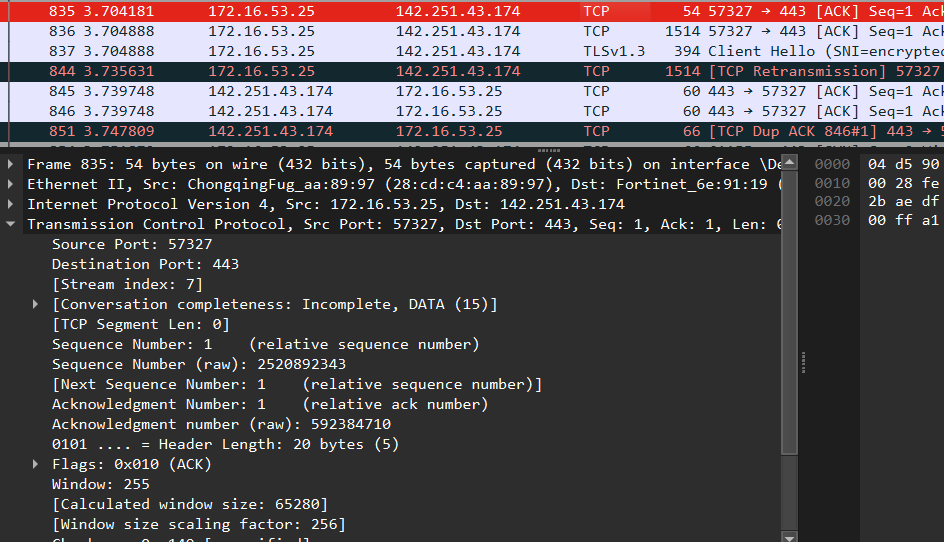 835 3.704181 172.16.53.25 142.251.43.174 TCP 54 57327 → 443 [ACK] Seq=1 Ack
836 3.704888 172.16.53.25 142.251.43.174 TCP 1514 57327 → 443 [ACK] Seq=1 Ack
837 3.704888 172.16.53.25 142.251.43.174 TLSv1.3 394 Client Hello (SNI=encrypted
844 3.735631 172.16.53.25 142.251.43.174 TCP 1514 [TCP Retransmission] 57327
845 3.739748 142.251.43.174 172.16.53.25 TCP 60 443 → 57327 [ACK] Seq=1 Ack
846 3.739748 142.251.43.174 172.16.53.25 TCP 60 443 → 57327 [ACK] Seq=1 Ack
851 3.747809 142.251.43.174 172.16.53.25 TCP 66 [TCP Dup ACK 846#1] 443 →
Frame 835: 54 bytes on wire (432 bits), 54 bytes captured (432 bits) on interface \De
Ethernet II, Src: ChongqingFug_aa:89:97 (28:cd:c4:aa:89:97), Dst: Fortinet_6e:91:19 (
Internet Protocol Version 4, Src: 172.16.53.25, Dst: 142.251.43.174
Transmission Control Protocol, Src Port: 57327, Dst Port: 443, Seq: 1, Ack: 1, Len: 0
Source Port: 57327
Destination Port: 443
[Stream index: 7]
[Conversation completeness: Incomplete, DATA (15)]
[TCP Segment Len: 0]
Sequence Number: 1 (relative sequence number)
Sequence Number (raw): 2520892343
[Next Sequence Number: 1 (relative sequence number)]
Acknowledgment Number: 1 (relative ack number)
Acknowledgment number (raw): 592384710
0101 .... = Header Length: 20 bytes (5)
Flags: 0x010 (ACK)
Window: 255
[Calculated window size: 65280]
[Window size scaling factor: 256]
0000 04 d5 90
0010 00 28 fe
0020 2b ae df
0030 00 ff a1